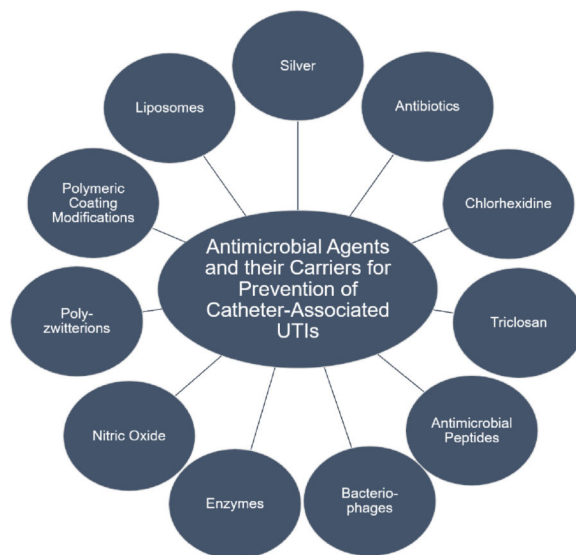 Silver
Antibiotics
Chlorhexidine
Triclosan
Antimicrobial
Peptides
Bacterio-
phages
Enzymes
Nitric Oxide
Poly-
zwitterions
Polymeric
Coating
Modifications
Liposomes
Antimicrobial Agents
and their Carriers for
Prevention of
Catheter-Associated
UTIs